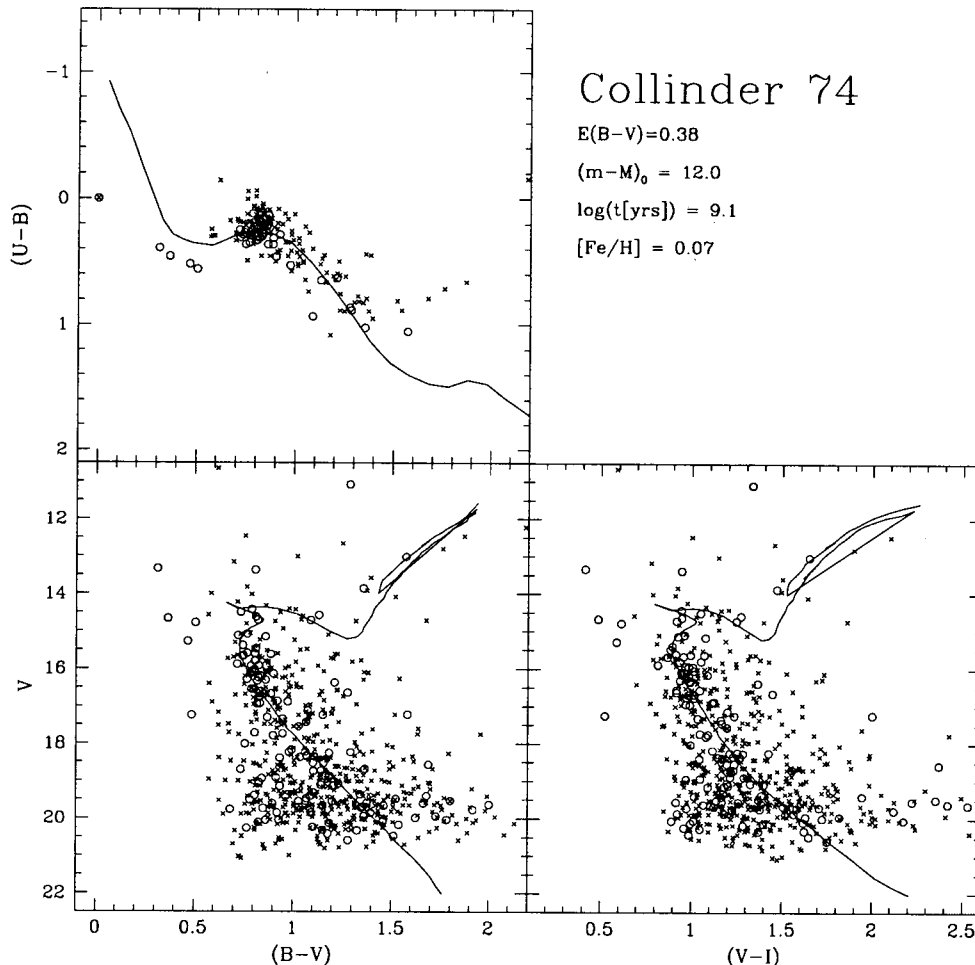 Collinder 74
E(B-V)=0.38
(m-M)₀ = 12.0
log(t[yrs]) = 9.1
[Fe/H] = 0.07
(U-B)
-1
0
1
2
V
12
14
16
18
20
22
0
0.5
1
1.5
2
(B-V)
0.5
1
1.5
2
2.5
(V-I)